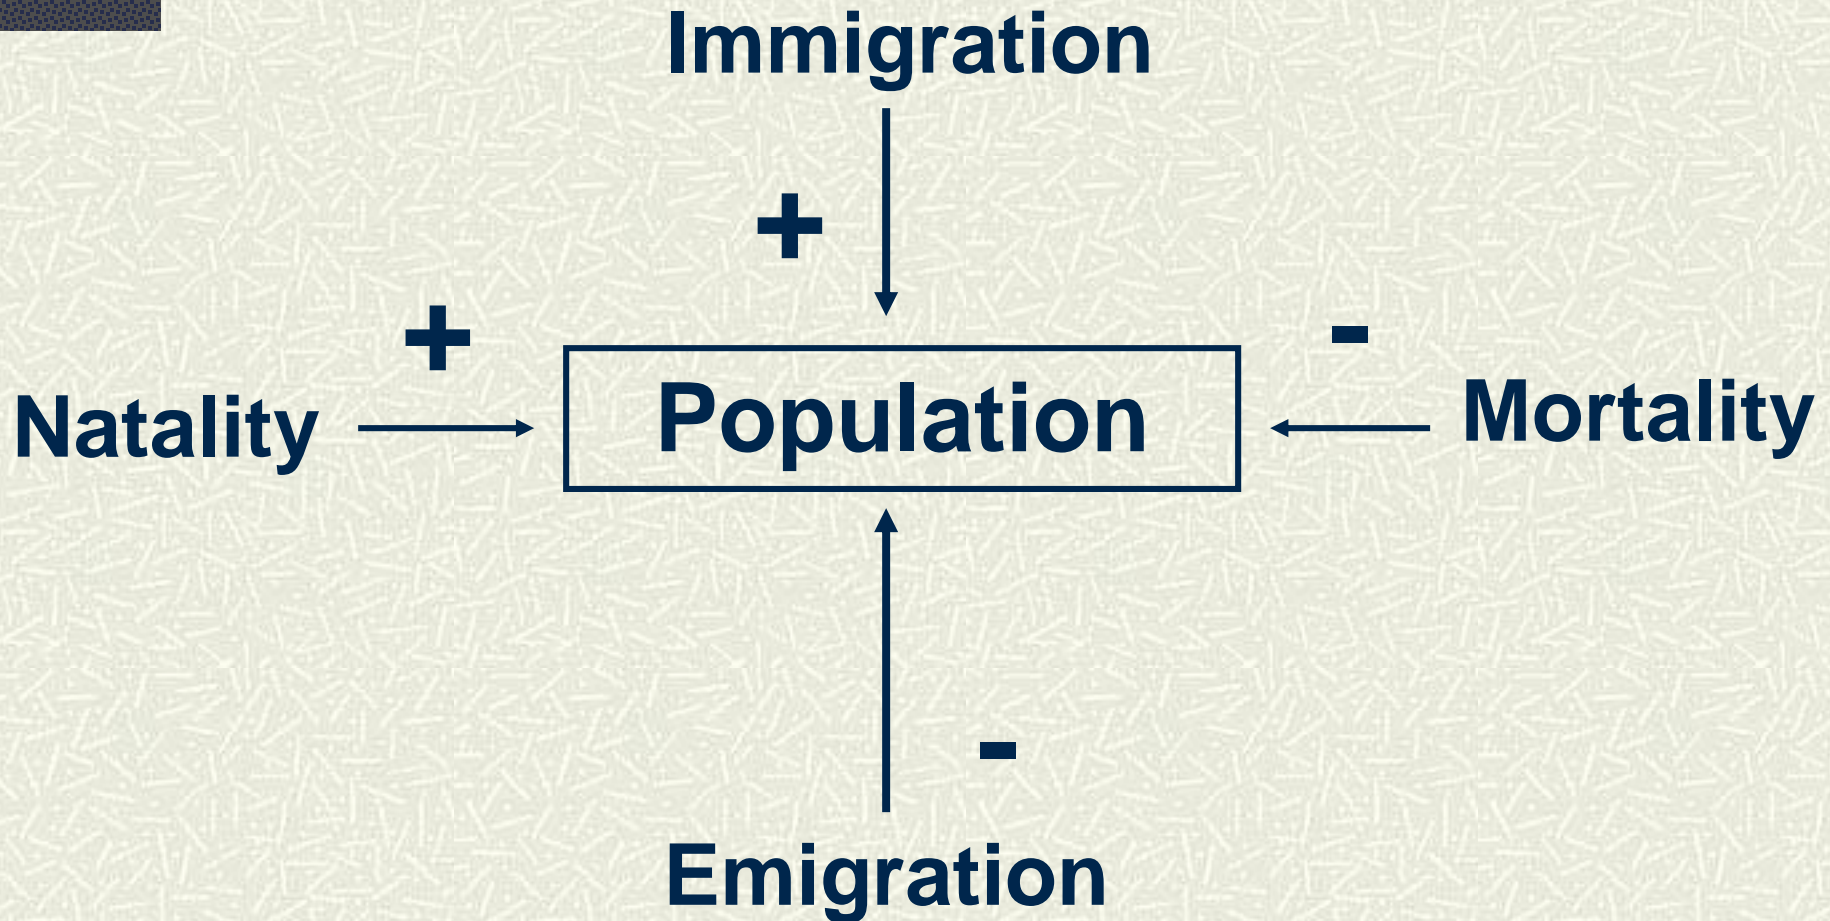 Immigration
+
+
-
Natality
Population
Mortality
-
Emigration